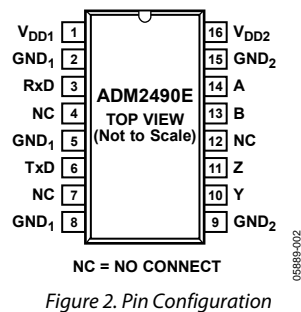 V_DD1 1 16 V_DD2
GND_1 2 15 GND_2
RxD 3 14 A
ADM2490E
NC 4 13 B
TOP VIEW
(Not to Scale)
GND_1 5 12 NC
TxD 6 11 Z
NC 7 10 Y
GND_1 8 9 GND_2
NC = NO CONNECT
05889-002
Figure 2. Pin Configuration